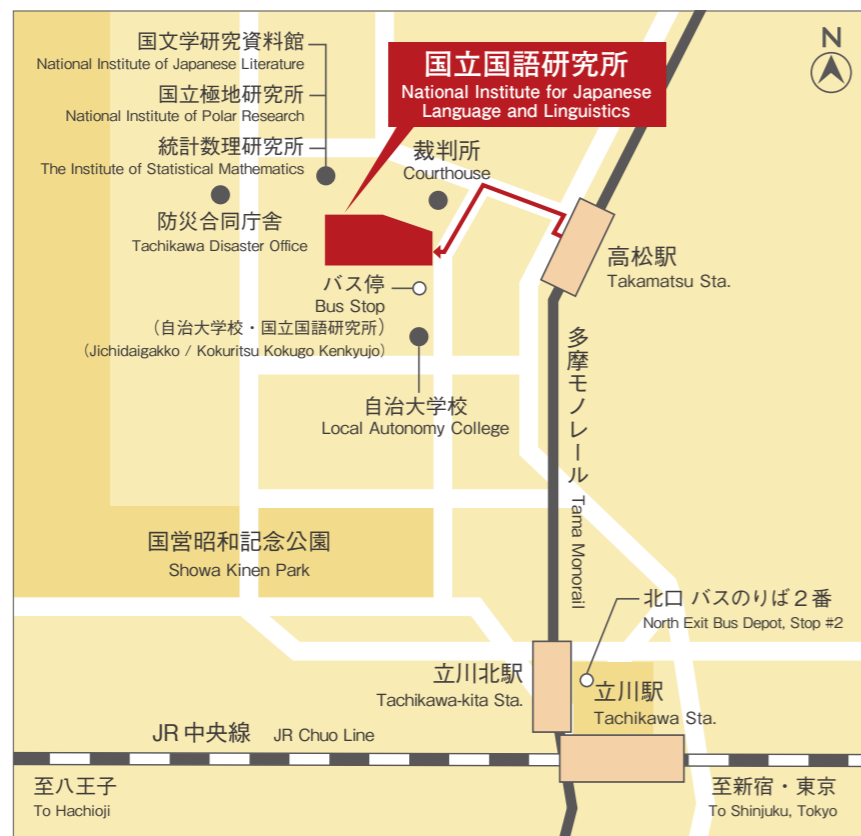 国文学研究資料館
National Institute of Japanese Literature
国立極地研究所
National Institute of Polar Research
統計数理研究所
The Institute of Statistical Mathematics
防災合同庁舎
Tachikawa Disaster Office
国立国語研究所
National Institute for Japanese
Language and Linguistics
N
裁判所
Courthouse
高松駅
Takamatsu Sta.
バス停
Bus Stop
（自治大学校・国立国語研究所）
（Jichidaigakko / Kokuritsu Kokugo Kenkyujo）
自治大学校
Local Autonomy College
多摩モノレール Tama Monorail
国営昭和記念公園
Showa Kinen Park
北口 バスのりば2番
North Exit Bus Depot, Stop #2
立川北駅
Tachikawa-kita Sta.
立川駅
Tachikawa Sta.
JR中央線 JR Chuo Line
至八王子
To Hachioji
至新宿・東京
To Shinjuku, Tokyo